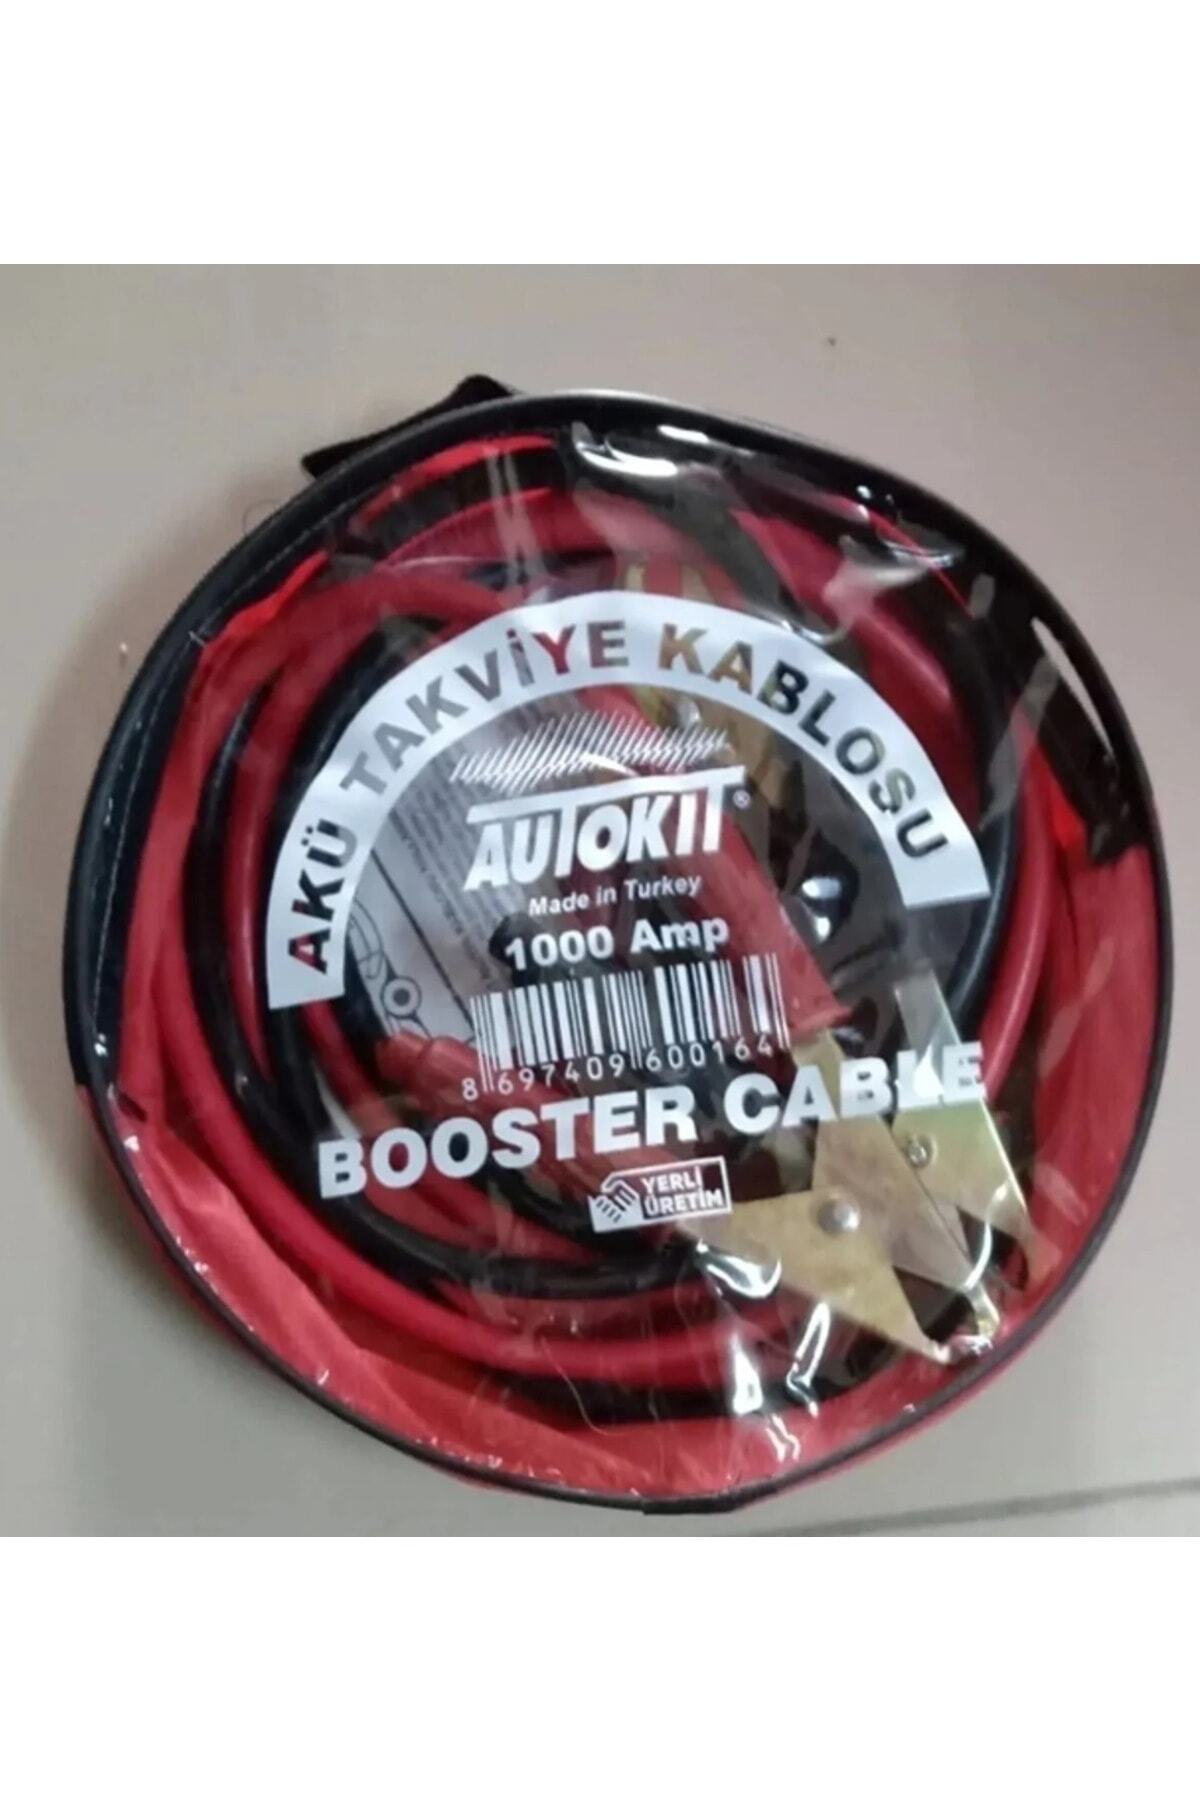 AKÜ TAKVİYE KABLOSU
AUTOKIT®
Made in Turkey
1000 Amp
8 697409 600164
BOOSTER CABLE
YERLİ
ÜRETİM